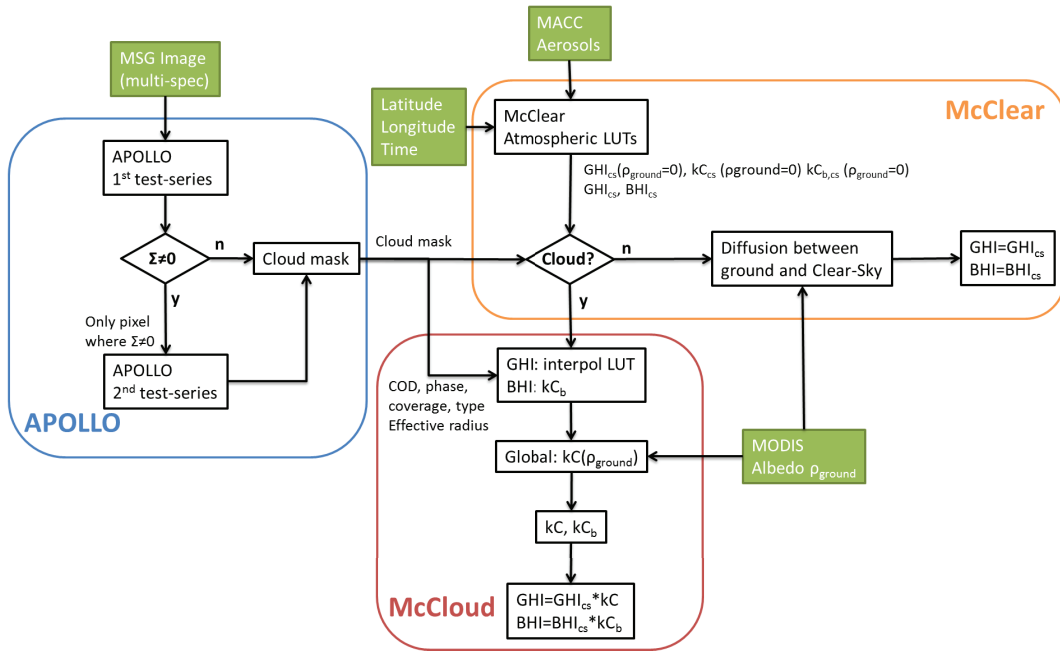 MSG Image
(multi-spec)
MACC
Aerosols
Latitude
Longitude
Time
McClear
McClear
Atmospheric LUTs
GHIcs(ρground=0), kCcs (ρground=0) kCb,cs (ρground=0)
GHIcs, BHIcs
APOLLO
1st test-series
Σ≠0
n
y
Cloud mask
Cloud mask
Only pixel
where Σ≠0
APOLLO
2nd test-series
APOLLO
Cloud?
n
y
Diffusion between
ground and Clear-Sky
GHI=GHIcs
BHI=BHIcs
GHI: interpol LUT
BHI: kCb
COD, phase,
coverage, type
Effective radius
Global: kC(ρground)
MODIS
Albedo ρground
kC, kCb
GHI=GHIcs*kC
BHI=BHIcs*kCb
McCloud